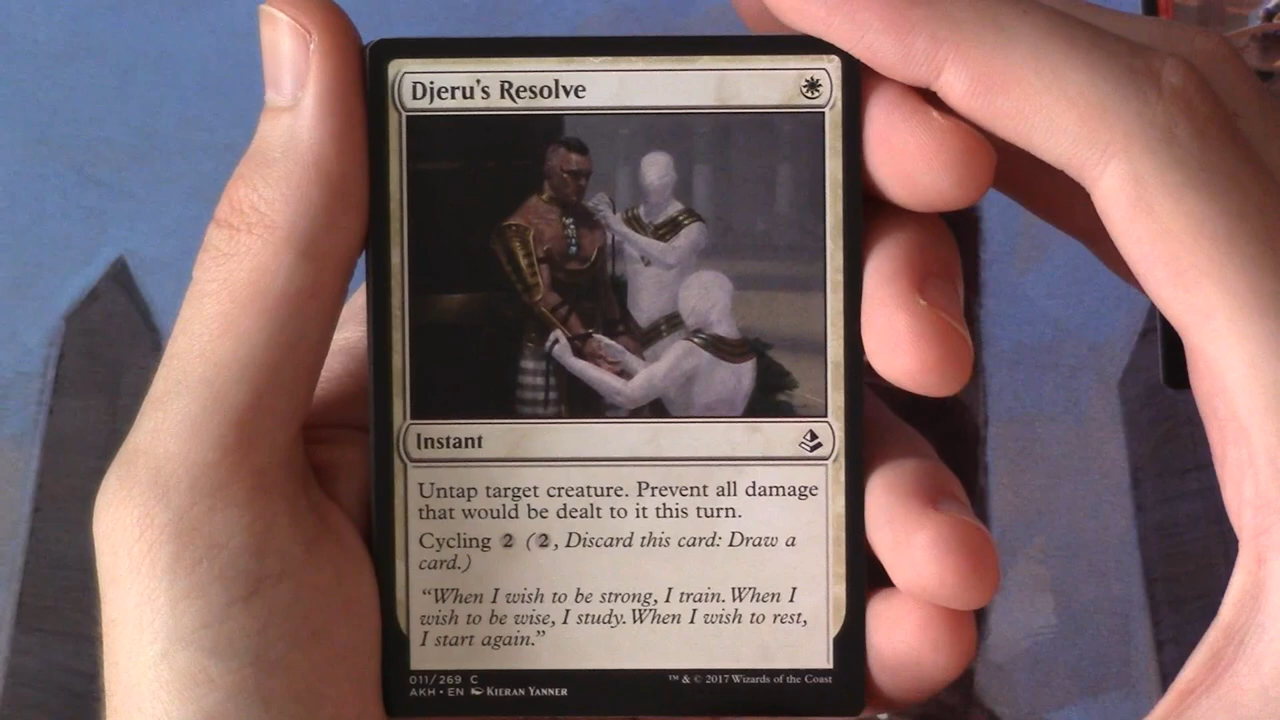 Djeru's Resolve
Instant
Untap target creature. Prevent all damage
that would be dealt to it this turn.
Cycling 2 (2, Discard this card: Draw a
card.)
“When I wish to be strong, I train. When I
wish to be wise, I study. When I wish to rest,
I start again.”
011/269 C
AKH • EN Kieran Yanner
™ & © 2017 Wizards of the Coast